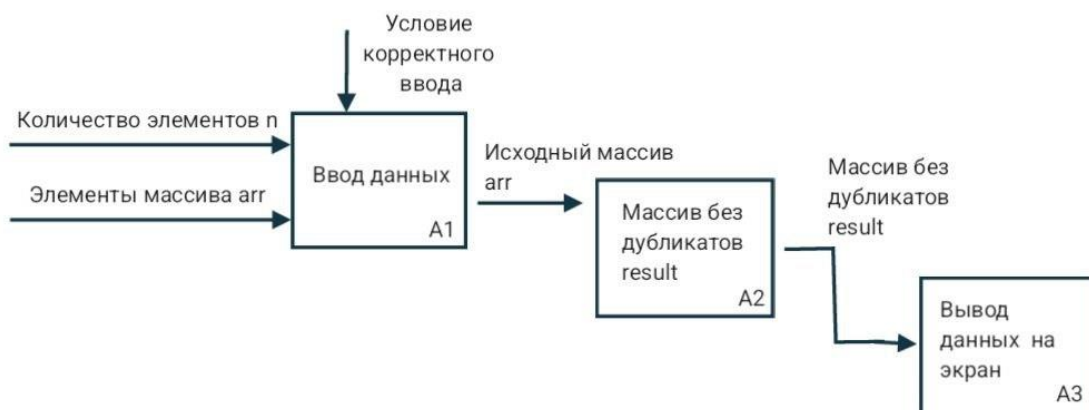 Условие
корректного
ввода
Количество элементов n
Элементы массива arr
Ввод данных
A1
Исходный массив
arr
Массив без
дубликатов
result
A2
Массив без
дубликатов
result
Вывод
данных на
экран
A3